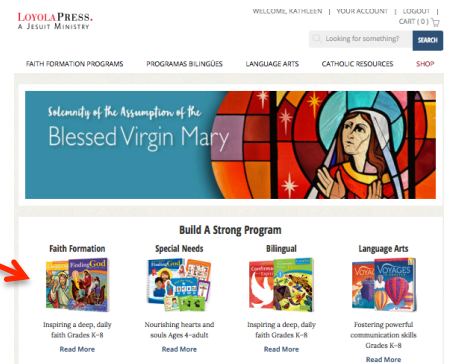 WELCOME, KATHLEEN | YOUR ACCOUNT | LOGOUT |
CART ( 0 )
LOYOLAPRESS.
A JESUIT MINISTRY
Looking for something? SEARCH
FAITH FORMATION PROGRAMS PROGRAMAS BILINGÜES LANGUAGE ARTS CATHOLIC RESOURCES SHOP
Solemnity of the Assumption of the
Blessed Virgin Mary
Build A Strong Program
Faith Formation Special Needs Bilingual Language Arts
FindingGod FindingGod VOYAGES
Inspiring a deep, daily Nourishing hearts and Inspiring a deep, daily Fostering powerful
faith Grades K–8 souls Ages 4–adult faith Grades K–8 communication skills
Grades K–8
Read More Read More Read More
Read More